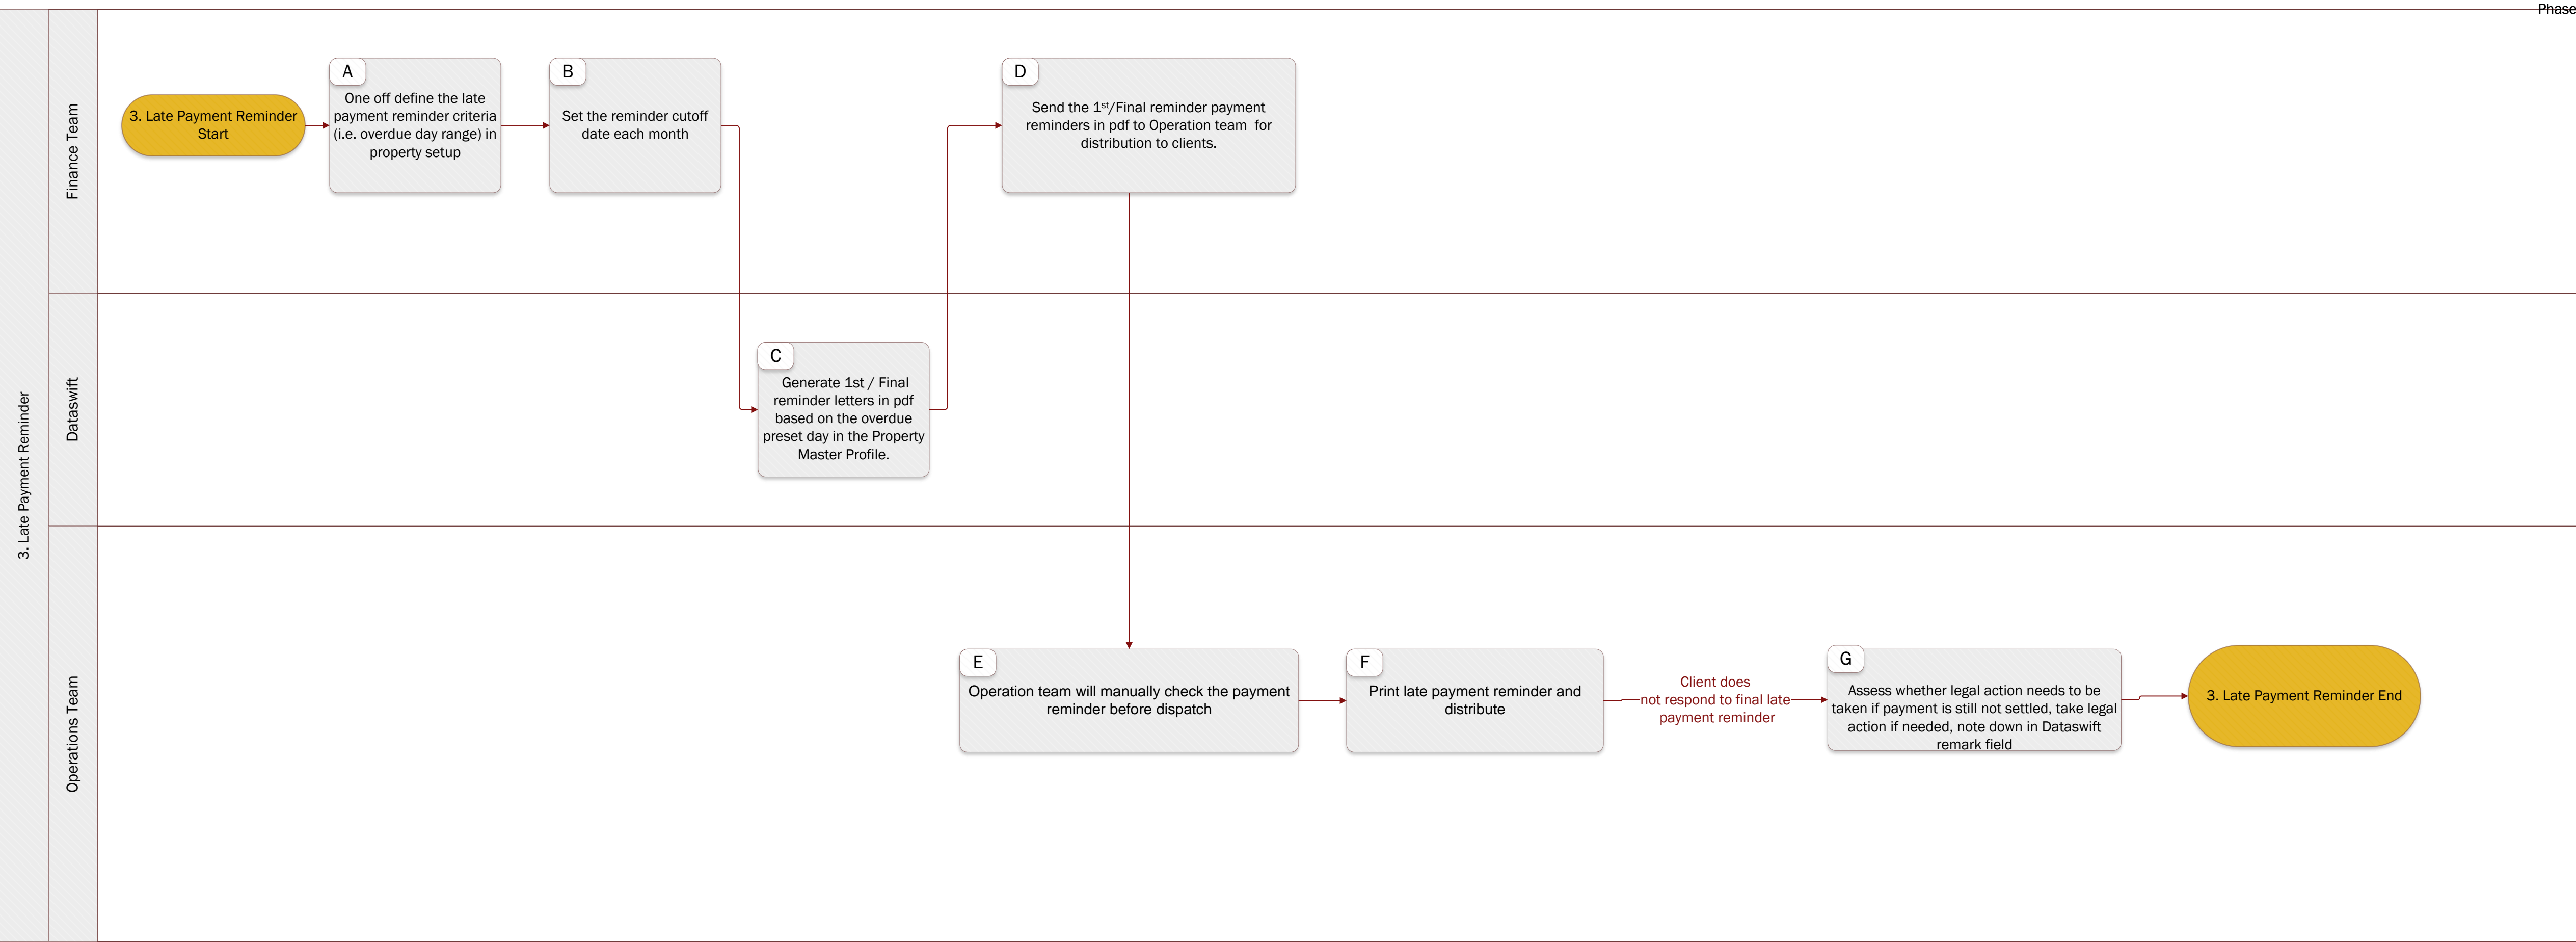 Phase
3. Late Payment Reminder
Finance Team
3. Late Payment Reminder
Start
A
One off define the late
payment reminder criteria
(i.e. overdue day range) in
property setup
B
Set the reminder cutoff
date each month
D
Send the 1st/Final reminder payment
reminders in pdf to Operation team for
distribution to clients.
Dataswift
C
Generate 1st / Final
reminder letters in pdf
based on the overdue
preset day in the Property
Master Profile.
Operations Team
E
Operation team will manually check the payment
reminder before dispatch
F
Print late payment reminder and
distribute
Client does
not respond to final late
payment reminder
G
Assess whether legal action needs to be
taken if payment is still not settled, take legal
action if needed, note down in Dataswift
remark field
3. Late Payment Reminder End